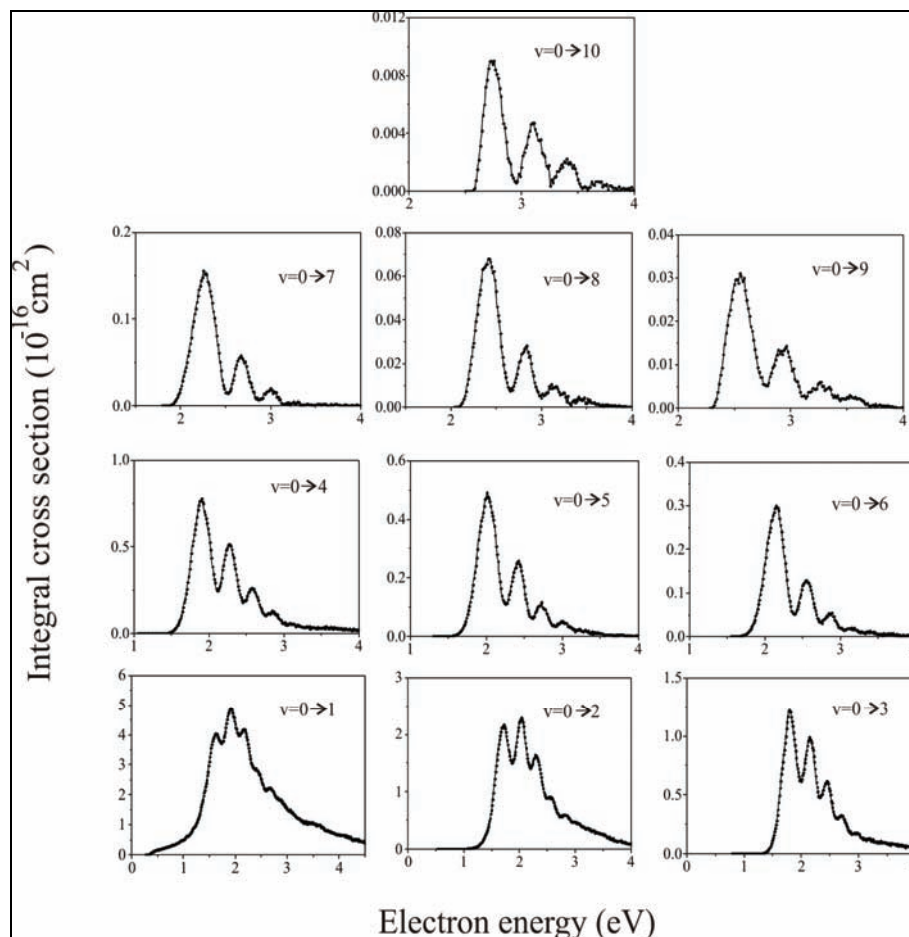 0.012
0.008
0.004
0.000
v=0→10
2 3 4
0.2
0.1
0.0
v=0→7
2 3 4
0.08
0.06
0.04
0.02
0.00
v=0→8
2 3 4
0.04
0.03
0.02
0.01
0.00
v=0→9
2 3 4
1.0
0.5
0.0
v=0→4
1 2 3 4
0.6
0.4
0.2
0.0
v=0→5
1 2 3 4
0.4
0.3
0.2
0.1
0.0
v=0→6
1 2 3
6
5
4
3
2
1
0
v=0→1
0 1 2 3 4
3
2
1
0
v=0→2
0 1 2 3 4
1.5
1.0
0.5
0.0
v=0→3
0 1 2 3 4
Integral cross section (10⁻¹⁶ cm²)
Electron energy (eV)